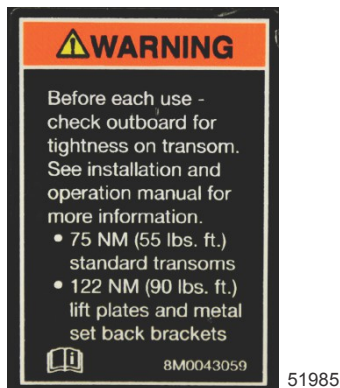 WARNING
Before each use -
check outboard for
tightness on transom.
See installation and
operation manual for
more information.
• 75 NM (55 lbs. ft.)
standard transoms
• 122 NM (90 lbs. ft.)
lift plates and metal
set back brackets
8M0043059
51985